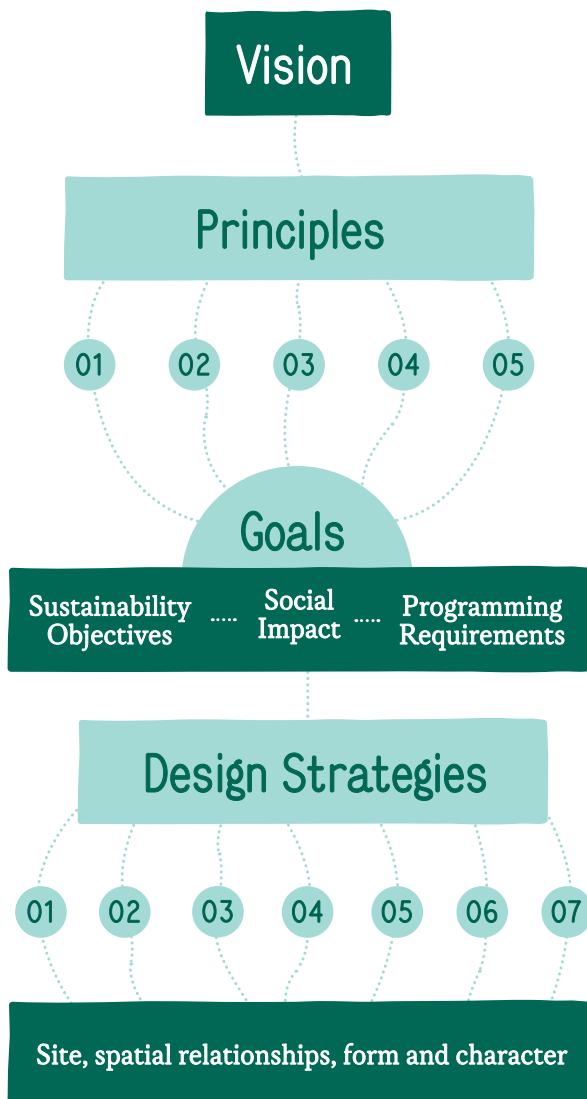 Vision
Principles
01 02 03 04 05
Goals
Sustainability Objectives ..... Social Impact ..... Programming Requirements
Design Strategies
01 02 03 04 05 06 07
Site, spatial relationships, form and character